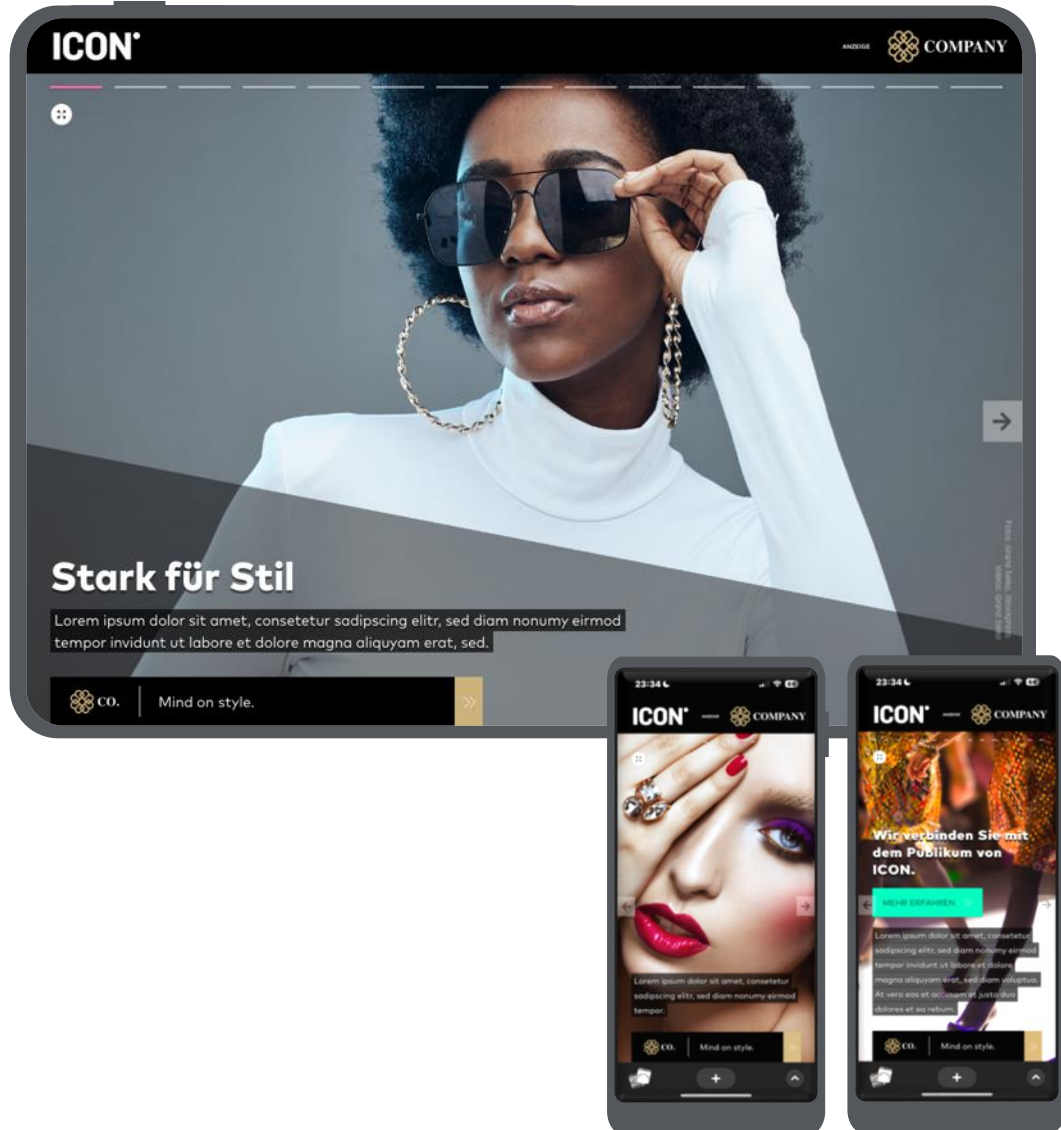 ICON
ANZEIGE
COMPANY
Stark für Stil
Lorem ipsum dolor sit amet, consetetur sadipscing elitr, sed diam nonumy eirmod
tempor invidunt ut labore et dolore magna aliquyam erat, sed.
CO. Mind on style.
23:34
ICON
COMPANY
Lorem ipsum dolor sit amet, consetetur
sadipscing elitr, sed diam nonumy eirmod
tempor.
CO. Mind on style.
23:34
ICON
COMPANY
Wir verbinden Sie mit
dem Publikum von
ICON.
MEHR ERFAHREN
Lorem ipsum dolor sit amet, consetetur
sadipscing elitr, sed diam nonumy eirmod
tempor invidunt ut labore et dolore
magna aliquyam erat, sed diam voluptua.
At vero eos et accusam et justo duo
dolores et ea rebum.
CO. Mind on style.